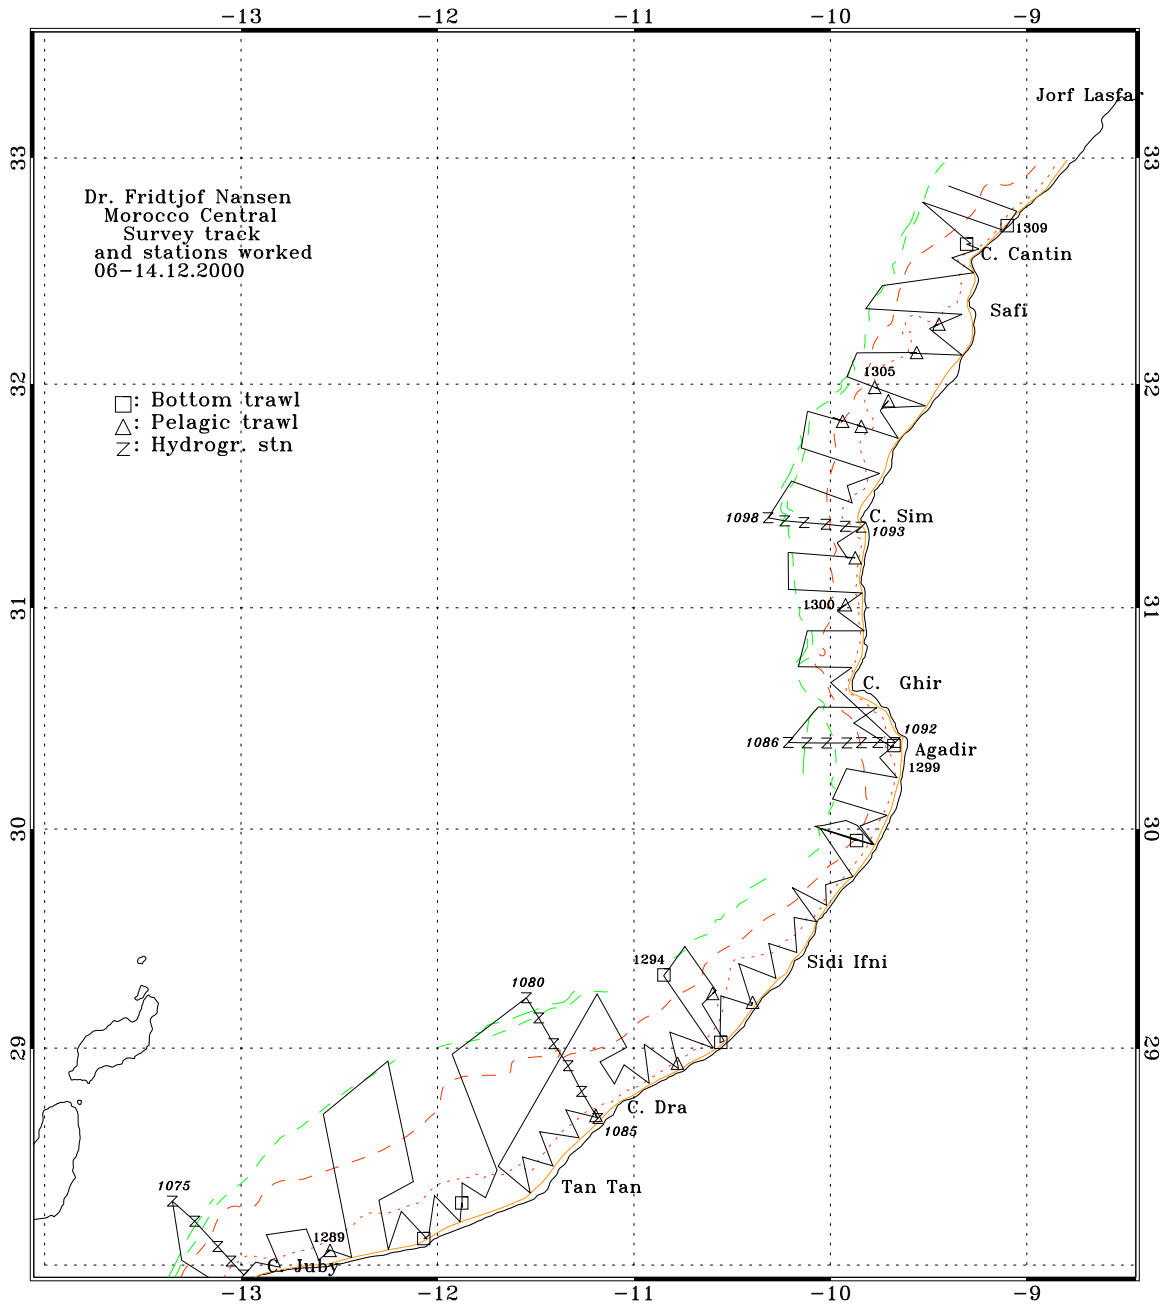 -13 -12 -11 -10 -9
Jorf Lasfar
33 33
Dr. Fridtjof Nansen
Morocco Central
Survey track
and stations worked
06-14.12.2000
1309
C. Cantin
Safi
1305
32 32
□: Bottom trawl
△: Pelagic trawl
Z: Hydrogr. stn
1098
C. Sim
1093
1300
31 31
C. Ghir
1092
1086
Agadir
1299
30 30
1294
Sidi Ifni
1080
29 29
C. Dra
1085
1075
Tan Tan
1289
C. Juby
-13 -12 -11 -10 -9